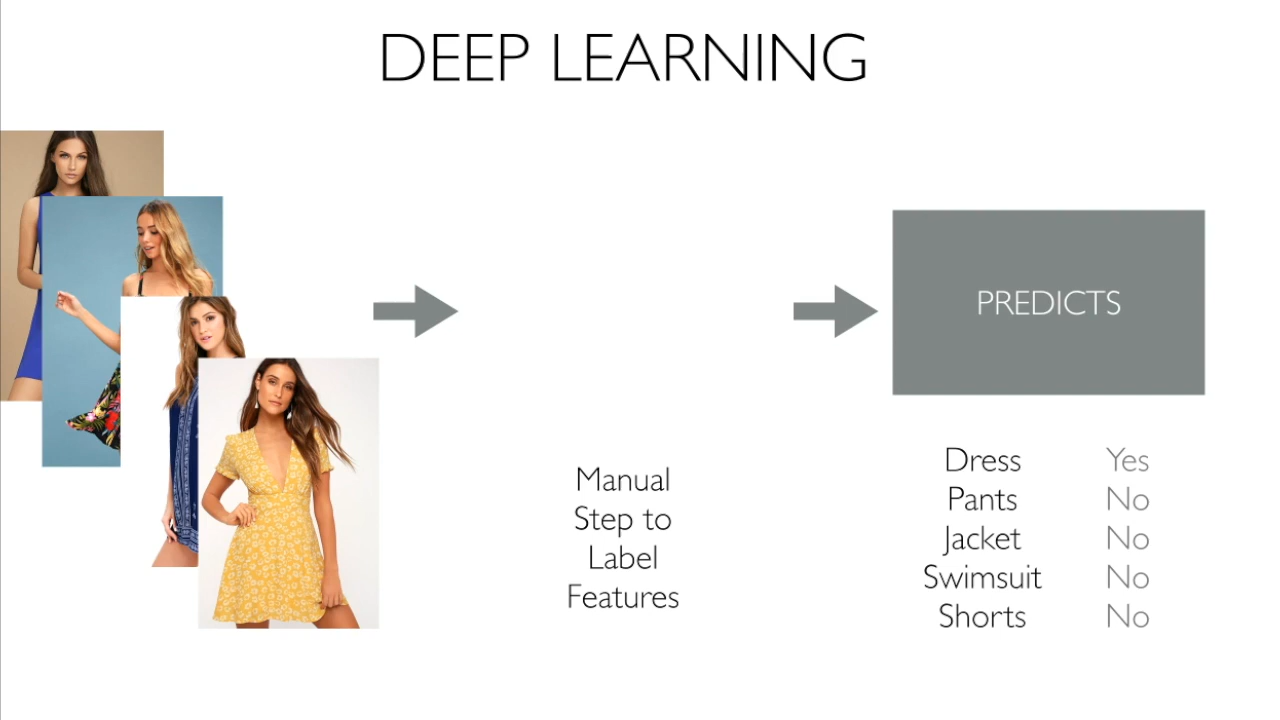 DEEP LEARNING
PREDICTS
Manual
Step to
Label
Features
Dress Yes
Pants No
Jacket No
Swimsuit No
Shorts No